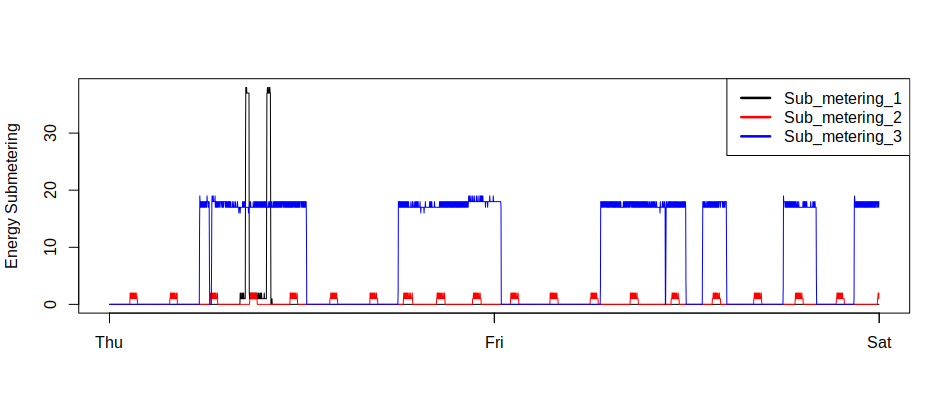 Energy Submetering
30
20
10
0
Sub_metering_1
Sub_metering_2
Sub_metering_3
Thu Fri Sat